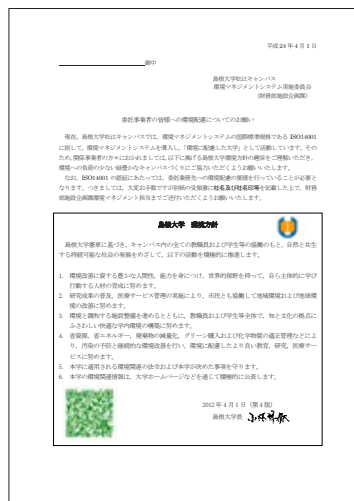 平成24年4月1日
御中
島根大学松江キャンパス
環境マネジメントシステム実施委員会
(財務部施設企画課)
委託事業者の皆様への環境配慮についてのお願い
現在、島根大学松江キャンパスでは、環境マネジメントシステムの国際標準規格である ISO14001
に則して、環境マネジメントシステムを導入し、「環境に配慮した大学」として活動しています。そ
のため、関係事業者の方々におかれましては、以下に掲げる島根大学環境方針の趣旨をご理解いただき、
環境への負荷の少ない緑豊かなキャンパスづくりにご協力いただくようお願いいたします。
なお、ISO14001 の認証にあたっては、委託業務先への環境配慮の要請を行っていることが必要と
なります。つきましては、大変お手数ですが別紙の受領書に社名及び社名印等を記載した上で、財務
部施設企画課環境マネジメント担当までご送付いただくようお願いいたします。
島根大学 環境方針
島根大学憲章に基づき、キャンパス内の全ての教職員および学生等の協働のもと、自然と共生
する持続可能な社会の発展をめざして、以下の活動を積極的に推進します。
1. 環境改善に資する豊かな人間性、能力を身につけ、世界的視野を持って、自ら主体的に学び
行動する人材の育成に努めます。
2. 研究成果の普及、医療サービス管理の実施により、市民とも協働して地域環境および地球環
境の改善に努めます。
3. 環境と調和する施設整備を進めるとともに、教職員および学生等全体で、知と文化の拠点に
ふさわしい快適な学内環境の構築に努めます。
4. 省資源、省エネルギー、廃棄物の減量化、グリーン購入および化学物質の適正管理などによ
り、汚染の予防と継続的な環境改善を行い、環境に配慮したより良い教育、研究、医療サー
ビスに努めます。
5. 本学に適用される環境関連の法令および本学が決めた事項を守ります。
6. 本学の環境関連情報は、大学ホームページなどを通じて積極的に公表します。
2012年4月1日（第4版）
島根大学長